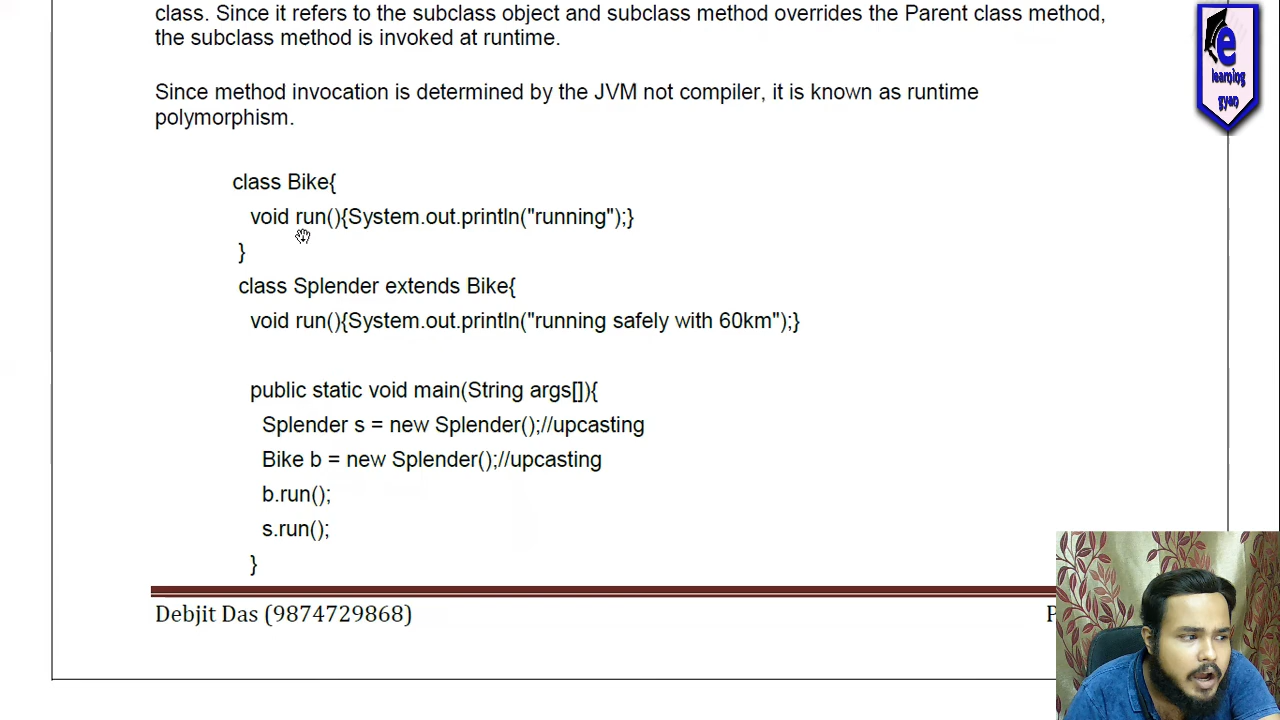 class. Since it refers to the subclass object and subclass method overrides the Parent class method,
the subclass method is invoked at runtime.
Since method invocation is determined by the JVM not compiler, it is known as runtime
polymorphism.
class Bike{
void run(){System.out.println("running");}
}
class Splender extends Bike{
void run(){System.out.println("running safely with 60km");}
public static void main(String args[]){
Splender s = new Splender();//upcasting
Bike b = new Splender();//upcasting
b.run();
s.run();
}
Debjit Das (9874729868)
P
e
learning
gyan